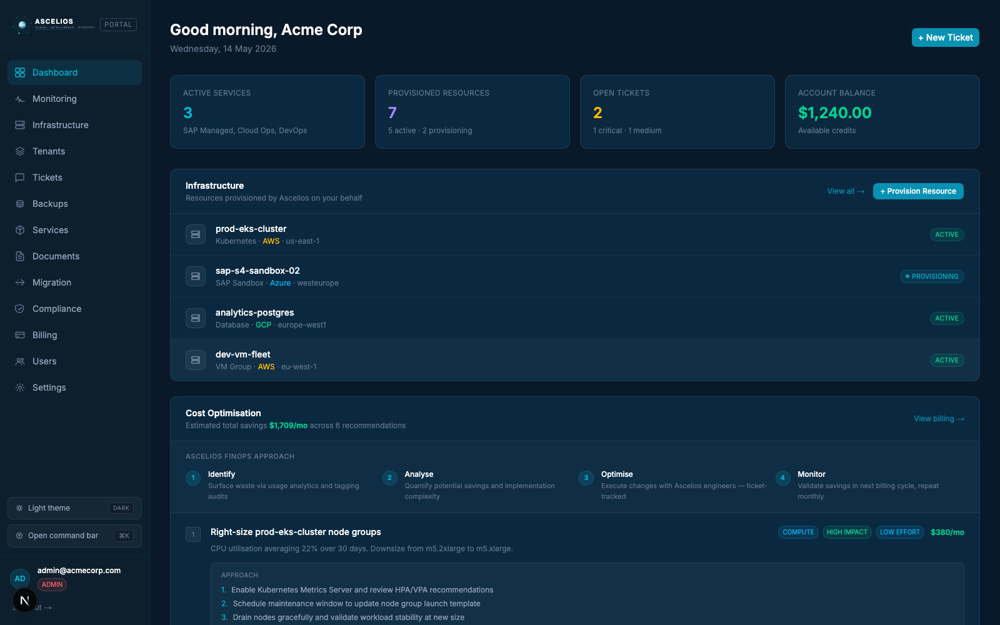 ASCELIOS
CLOUD · INTELLIGENCE · STRATEGY
PORTAL
Dashboard
Monitoring
Infrastructure
Tenants
Tickets
Backups
Services
Documents
Migration
Compliance
Billing
Users
Settings
Light theme
DARK
Open command bar
⌘K
AD
admin@acmecorp.com
ADMIN
N
ut →
Good morning, Acme Corp
Wednesday, 14 May 2026
+ New Ticket
ACTIVE SERVICES
3
SAP Managed, Cloud Ops, DevOps
PROVISIONED RESOURCES
7
5 active · 2 provisioning
OPEN TICKETS
2
1 critical · 1 medium
ACCOUNT BALANCE
$1,240.00
Available credits
Infrastructure
Resources provisioned by Ascelios on your behalf
View all →
+ Provision Resource
prod-eks-cluster
Kubernetes · AWS · us-east-1
ACTIVE
sap-s4-sandbox-02
SAP Sandbox · Azure · westeurope
PROVISIONING
analytics-postgres
Database · GCP · europe-west1
ACTIVE
dev-vm-fleet
VM Group · AWS · eu-west-1
ACTIVE
Cost Optimisation
Estimated total savings $1,709/mo across 6 recommendations
View billing →
ASCELIOS FINOPS APPROACH
1
Identify
Surface waste via usage analytics and tagging
audits
2
Analyse
Quantify potential savings and implementation
complexity
3
Optimise
Execute changes with Ascelios engineers — ticket-
tracked
4
Monitor
Validate savings in next billing cycle, repeat
monthly
1
Right-size prod-eks-cluster node groups
COMPUTE
HIGH IMPACT
LOW EFFORT
$380/mo
CPU utilisation averaging 22% over 30 days. Downsize from m5.2xlarge to m5.xlarge.
APPROACH
1. Enable Kubernetes Metrics Server and review HPA/VPA recommendations
2. Schedule maintenance window to update node group launch template
3. Drain nodes gracefully and validate workload stability at new size